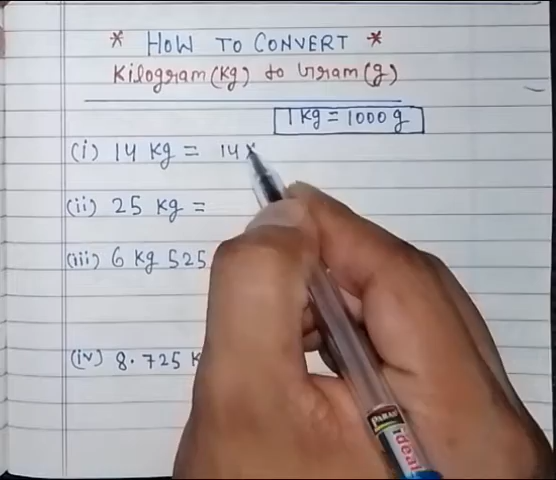 * HOW TO CONVERT *
Kilogram(Kg) to Gram(g)
1 Kg = 1000 g
(i) 14 Kg = 14 ×
(ii) 25 Kg =
(iii) 6 Kg 525
(iv) 8.725 K
ideal